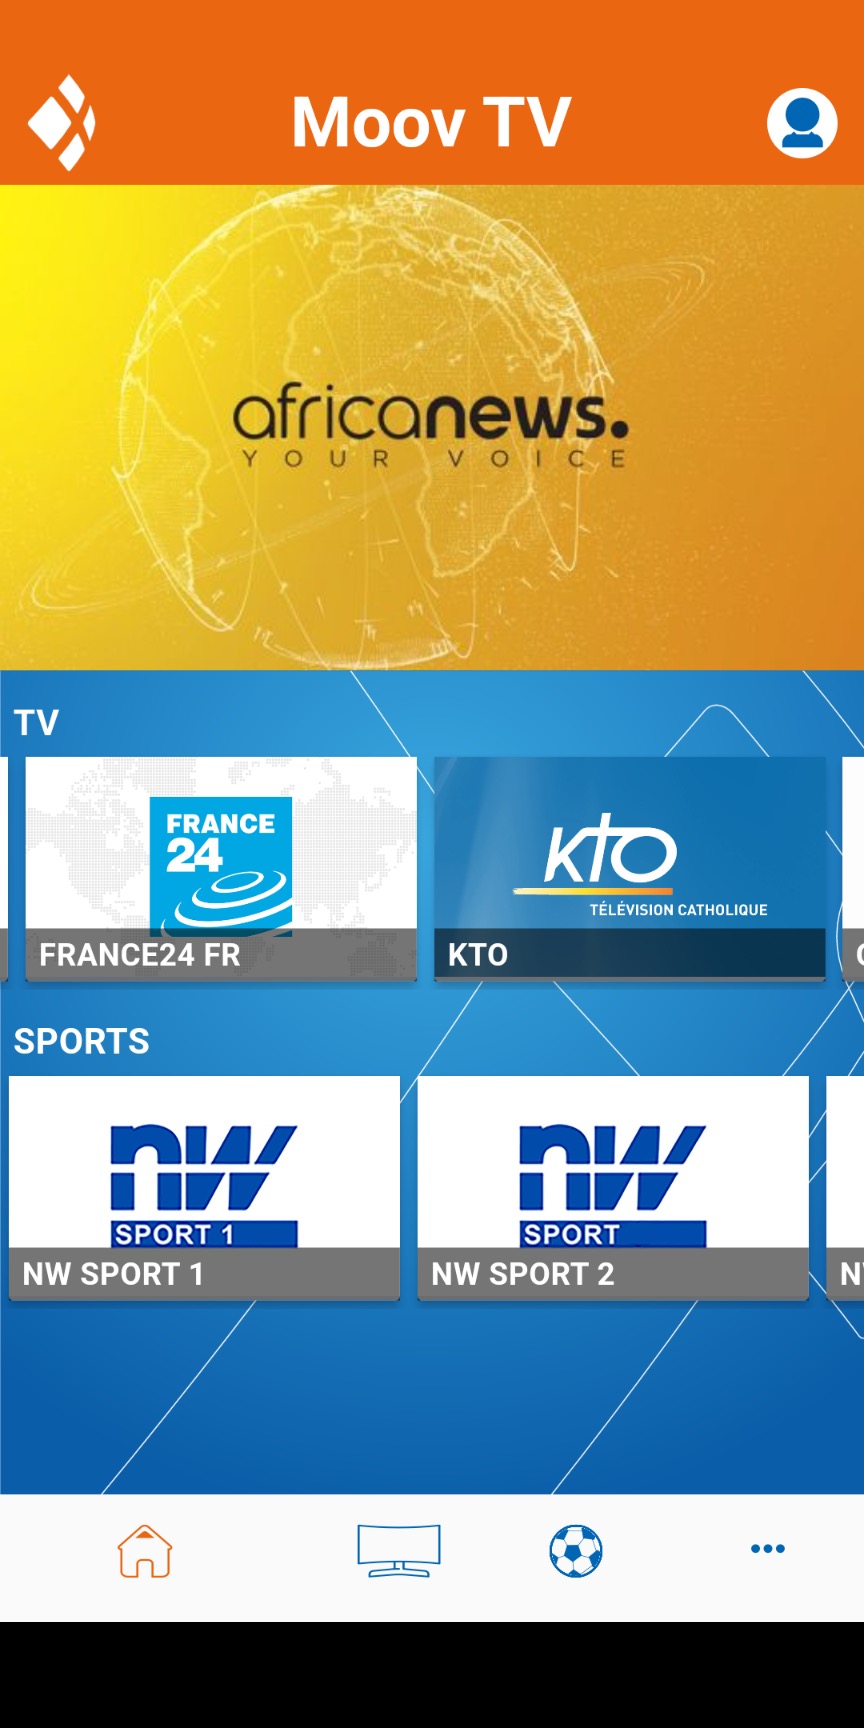 Moov TV
africanews.
YOUR VOICE
TV
FRANCE
24
FRANCE24 FR
kto
TÉLÉVISION CATHOLIQUE
KTO
SPORTS
nw
SPORT 1
NW SPORT 1
nw
SPORT
NW SPORT 2